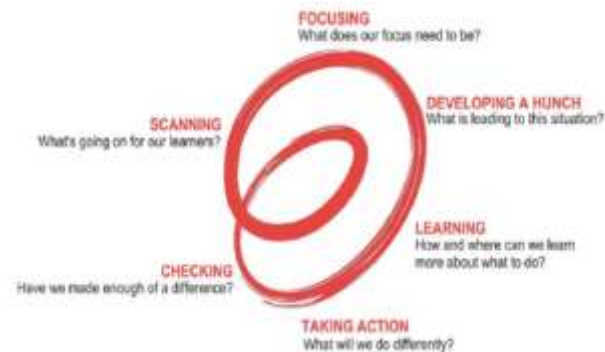 FOCUSING
What does our focus need to be?
DEVELOPING A HUNCH
What is leading to this situation?
SCANNING
What's going on for our learners?
LEARNING
How and where can we learn
more about what to do?
CHECKING
Have we made enough of a difference?
TAKING ACTION
What will we do differently?